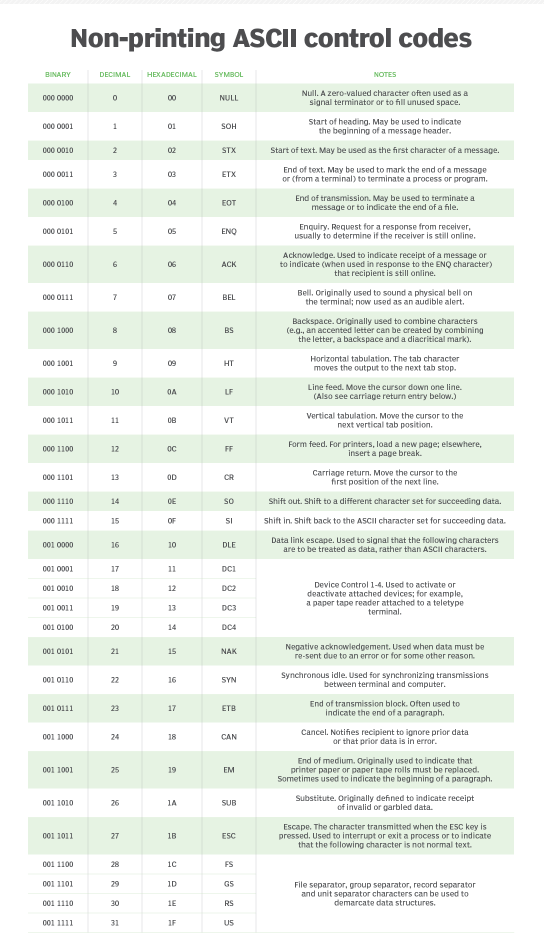 Non-printing ASCII control codes
BINARY DECIMAL HEXADECIMAL SYMBOL NOTES
000 0000 0 00 NULL Null. A zero-valued character often used as a
signal terminator or to fill unused space.
000 0001 1 01 SOH Start of heading. May be used to indicate
the beginning of a message header.
000 0010 2 02 STX Start of text. May be used as the first character of a message.
000 0011 3 03 ETX End of text. May be used to mark the end of a message
or (from a terminal) to terminate a process or program.
000 0100 4 04 EOT End of transmission. May be used to terminate a
message or to indicate the end of a file.
000 0101 5 05 ENQ Enquiry. Request for a response from receiver,
usually to determine if the receiver is still online.
000 0110 6 06 ACK Acknowledge. Used to indicate receipt of a message or
to indicate (when used in response to the ENQ character)
that recipient is still online.
000 0111 7 07 BEL Bell. Originally used to sound a physical bell on
the terminal; now used as an audible alert.
000 1000 8 08 BS Backspace. Originally used to combine characters
(e.g., an accented letter can be created by combining
the letter, a backspace and a diacritical mark).
000 1001 9 09 HT Horizontal tabulation. The tab character
moves the output to the next tab stop.
000 1010 10 0A LF Line feed. Move the cursor down one line.
(Also see carriage return entry below.)
000 1011 11 0B VT Vertical tabulation. Move the cursor to the
next vertical tab position.
000 1100 12 0C FF Form feed. For printers, load a new page; elsewhere,
insert a page break.
000 1101 13 0D CR Carriage return. Move the cursor to the
first position of the next line.
000 1110 14 0E SO Shift out. Shift to a different character set for succeeding data.
000 1111 15 0F SI Shift in. Shift back to the ASCII character set for succeeding data.
001 0000 16 10 DLE Data link escape. Used to signal that the following characters
are to be treated as data, rather than ASCII characters.
001 0001 17 11 DC1
001 0010 18 12 DC2
001 0011 19 13 DC3
001 0100 20 14 DC4
Device Control 1-4. Used to activate or
deactivate attached devices; for example,
a paper tape reader attached to a teletype
terminal.
001 0101 21 15 NAK Negative acknowledgement. Used when data must be
re-sent due to an error or for some other reason.
001 0110 22 16 SYN Synchronous idle. Used for synchronizing transmissions
between terminal and computer.
001 0111 23 17 ETB End of transmission block. Often used to
indicate the end of a paragraph.
001 1000 24 18 CAN Cancel. Notifies recipient to ignore prior data
or that prior data is in error.
001 1001 25 19 EM End of medium. Originally used to indicate that
printer paper or paper tape rolls must be replaced.
Sometimes used to indicate the beginning of a paragraph.
001 1010 26 1A SUB Substitute. Originally defined to indicate receipt
of invalid or garbled data.
001 1011 27 1B ESC Escape. The character transmitted when the ESC key is
pressed. Used to interrupt or exit a process or to indicate
that the following character is not normal text.
001 1100 28 1C FS
001 1101 29 1D GS
001 1110 30 1E RS
001 1111 31 1F US
File separator, group separator, record separator
and unit separator characters can be used to
demarcate data structures.